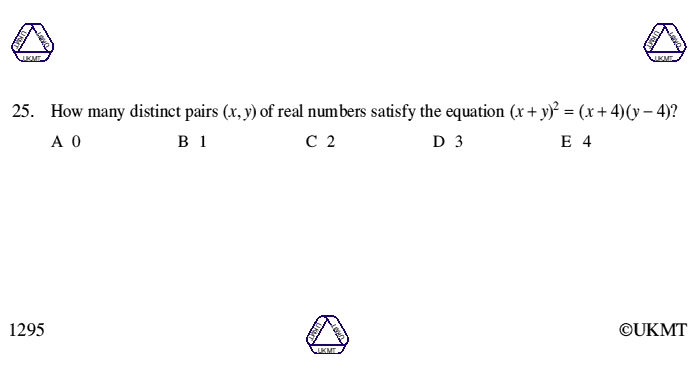 UKMT UKMT UKMT
UKMT UKMT UKMT
25. How many distinct pairs (x, y) of real numbers satisfy the equation (x + y)² = (x + 4)(y − 4)?
A 0 B 1 C 2 D 3 E 4
1295 UKMT UKMT UKMT ©UKMT